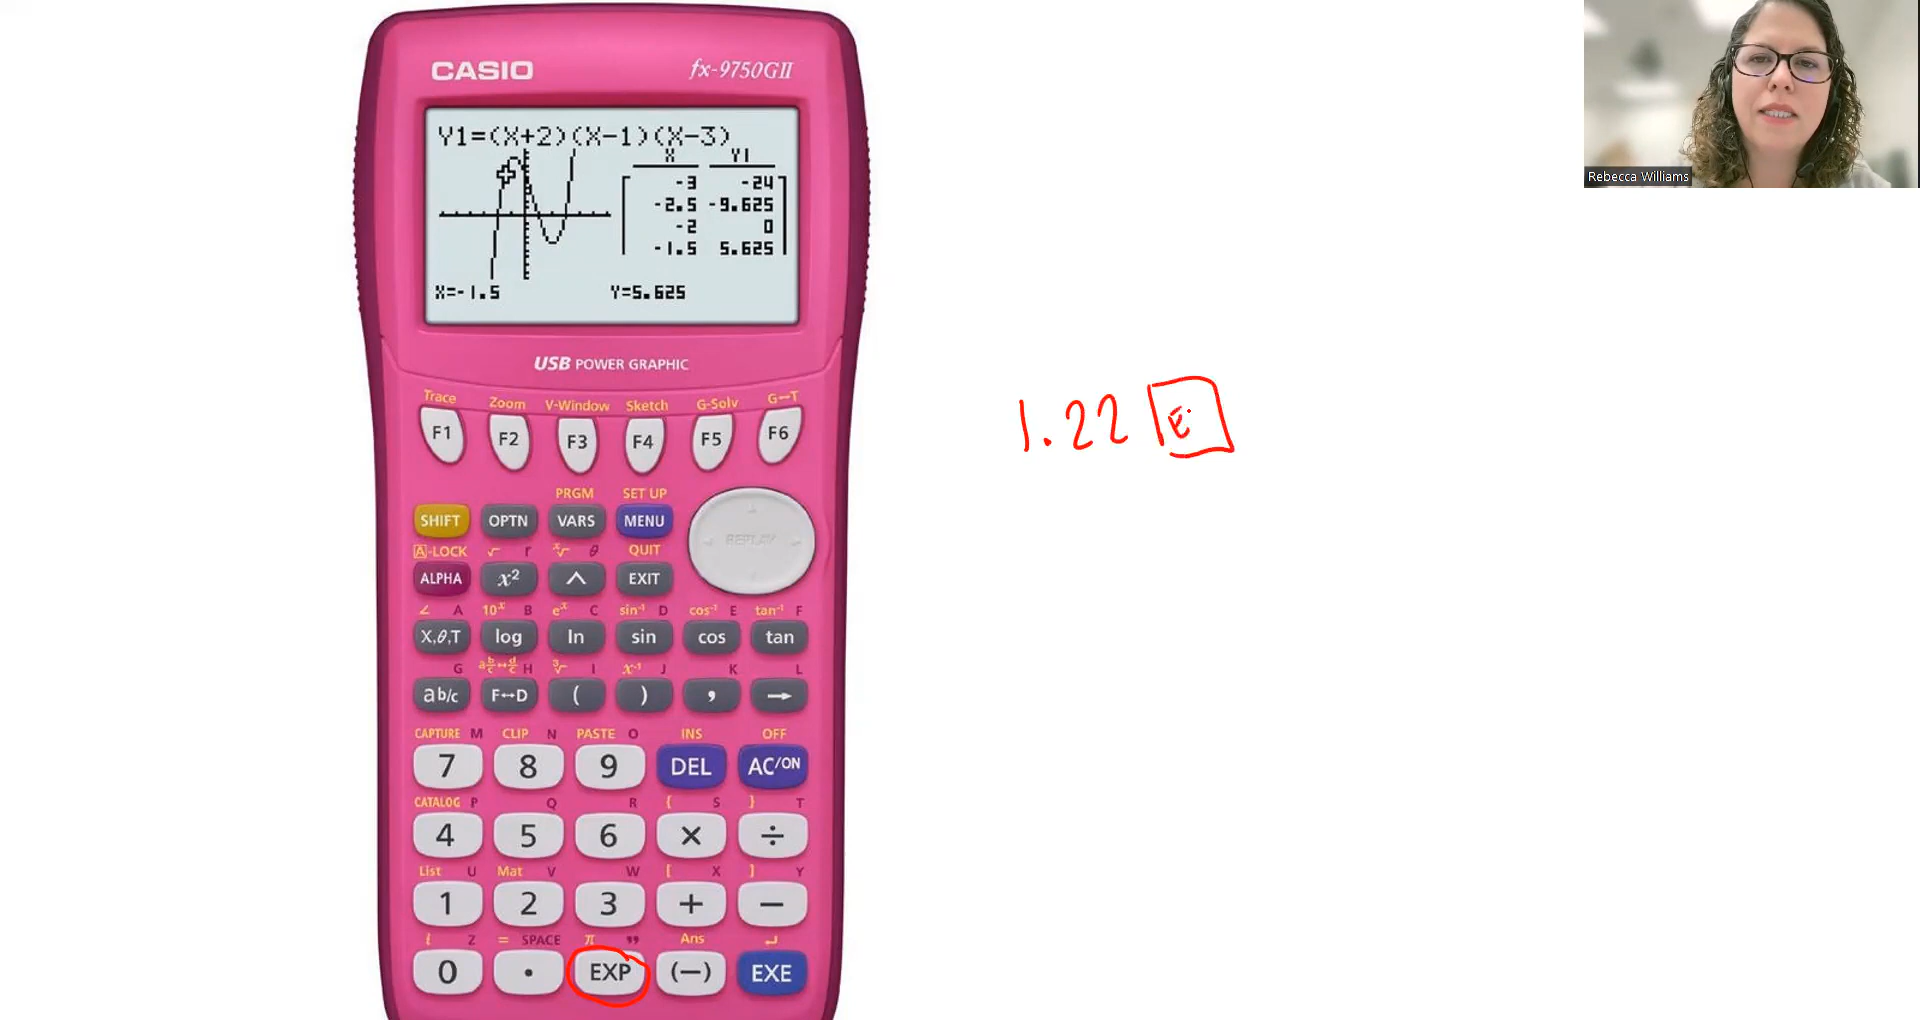 CASIO fx-9750GII
Y1=(X+2)(X-1)(X-3)
X Y1
-3 -24
-2.5 -9.625
-2 0
-1.5 5.625
X=-1.5 Y=5.625
USB POWER GRAPHIC
Trace Zoom V-Window Sketch G-Solv G↔T
F1 F2 F3 F4 F5 F6
PRGM SET UP
SHIFT OPTN VARS MENU
REPLAY
A-LOCK √ r ˣ√ θ QUIT
ALPHA x² ^ EXIT
∠ A 10ˣ B eˣ C sin⁻¹ D cos⁻¹ E tan⁻¹ F
X,θ,T log ln sin cos tan
G a b/c↔d/c H ³√ I x⁻¹ J K L
a b/c F↔D ( ) , →
CAPTURE M CLIP N PASTE O INS OFF
7 8 9 DEL AC/ON
CATALOG P Q R { S } T
4 5 6 × ÷
List U Mat V W [ X ] Y
1 2 3 + −
i Z = SPACE π " Ans ↵
0 • EXP (−) EXE
1.22 E
Rebecca Williams